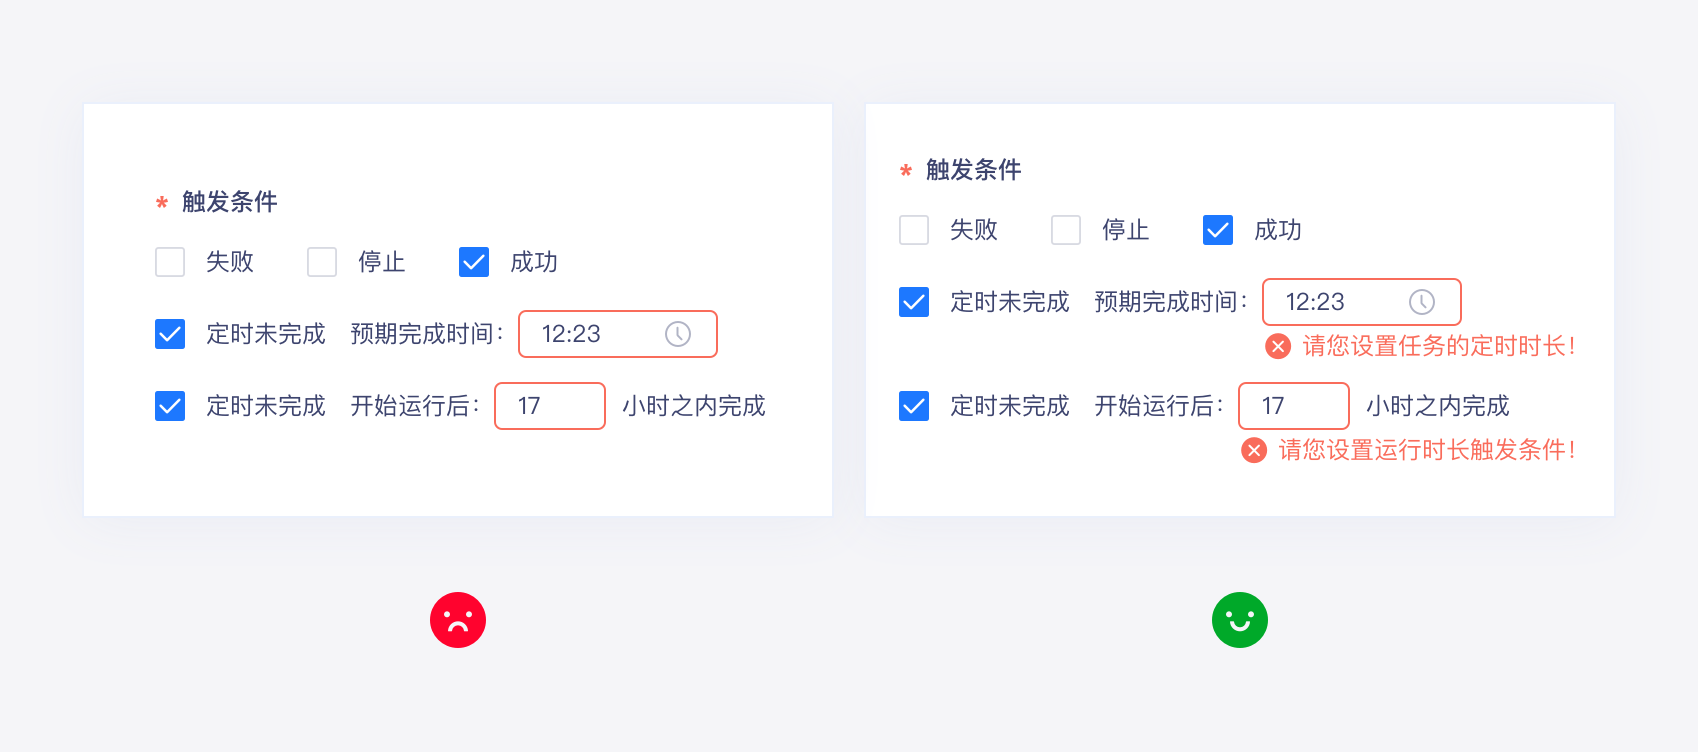 * 触发条件
失败 停止 成功
定时未完成 预期完成时间: 12:23
定时未完成 开始运行后: 17 小时之内完成
* 触发条件
失败 停止 成功
定时未完成 预期完成时间: 12:23
请您设置任务的定时时长!
定时未完成 开始运行后: 17 小时之内完成
请您设置运行时长触发条件!